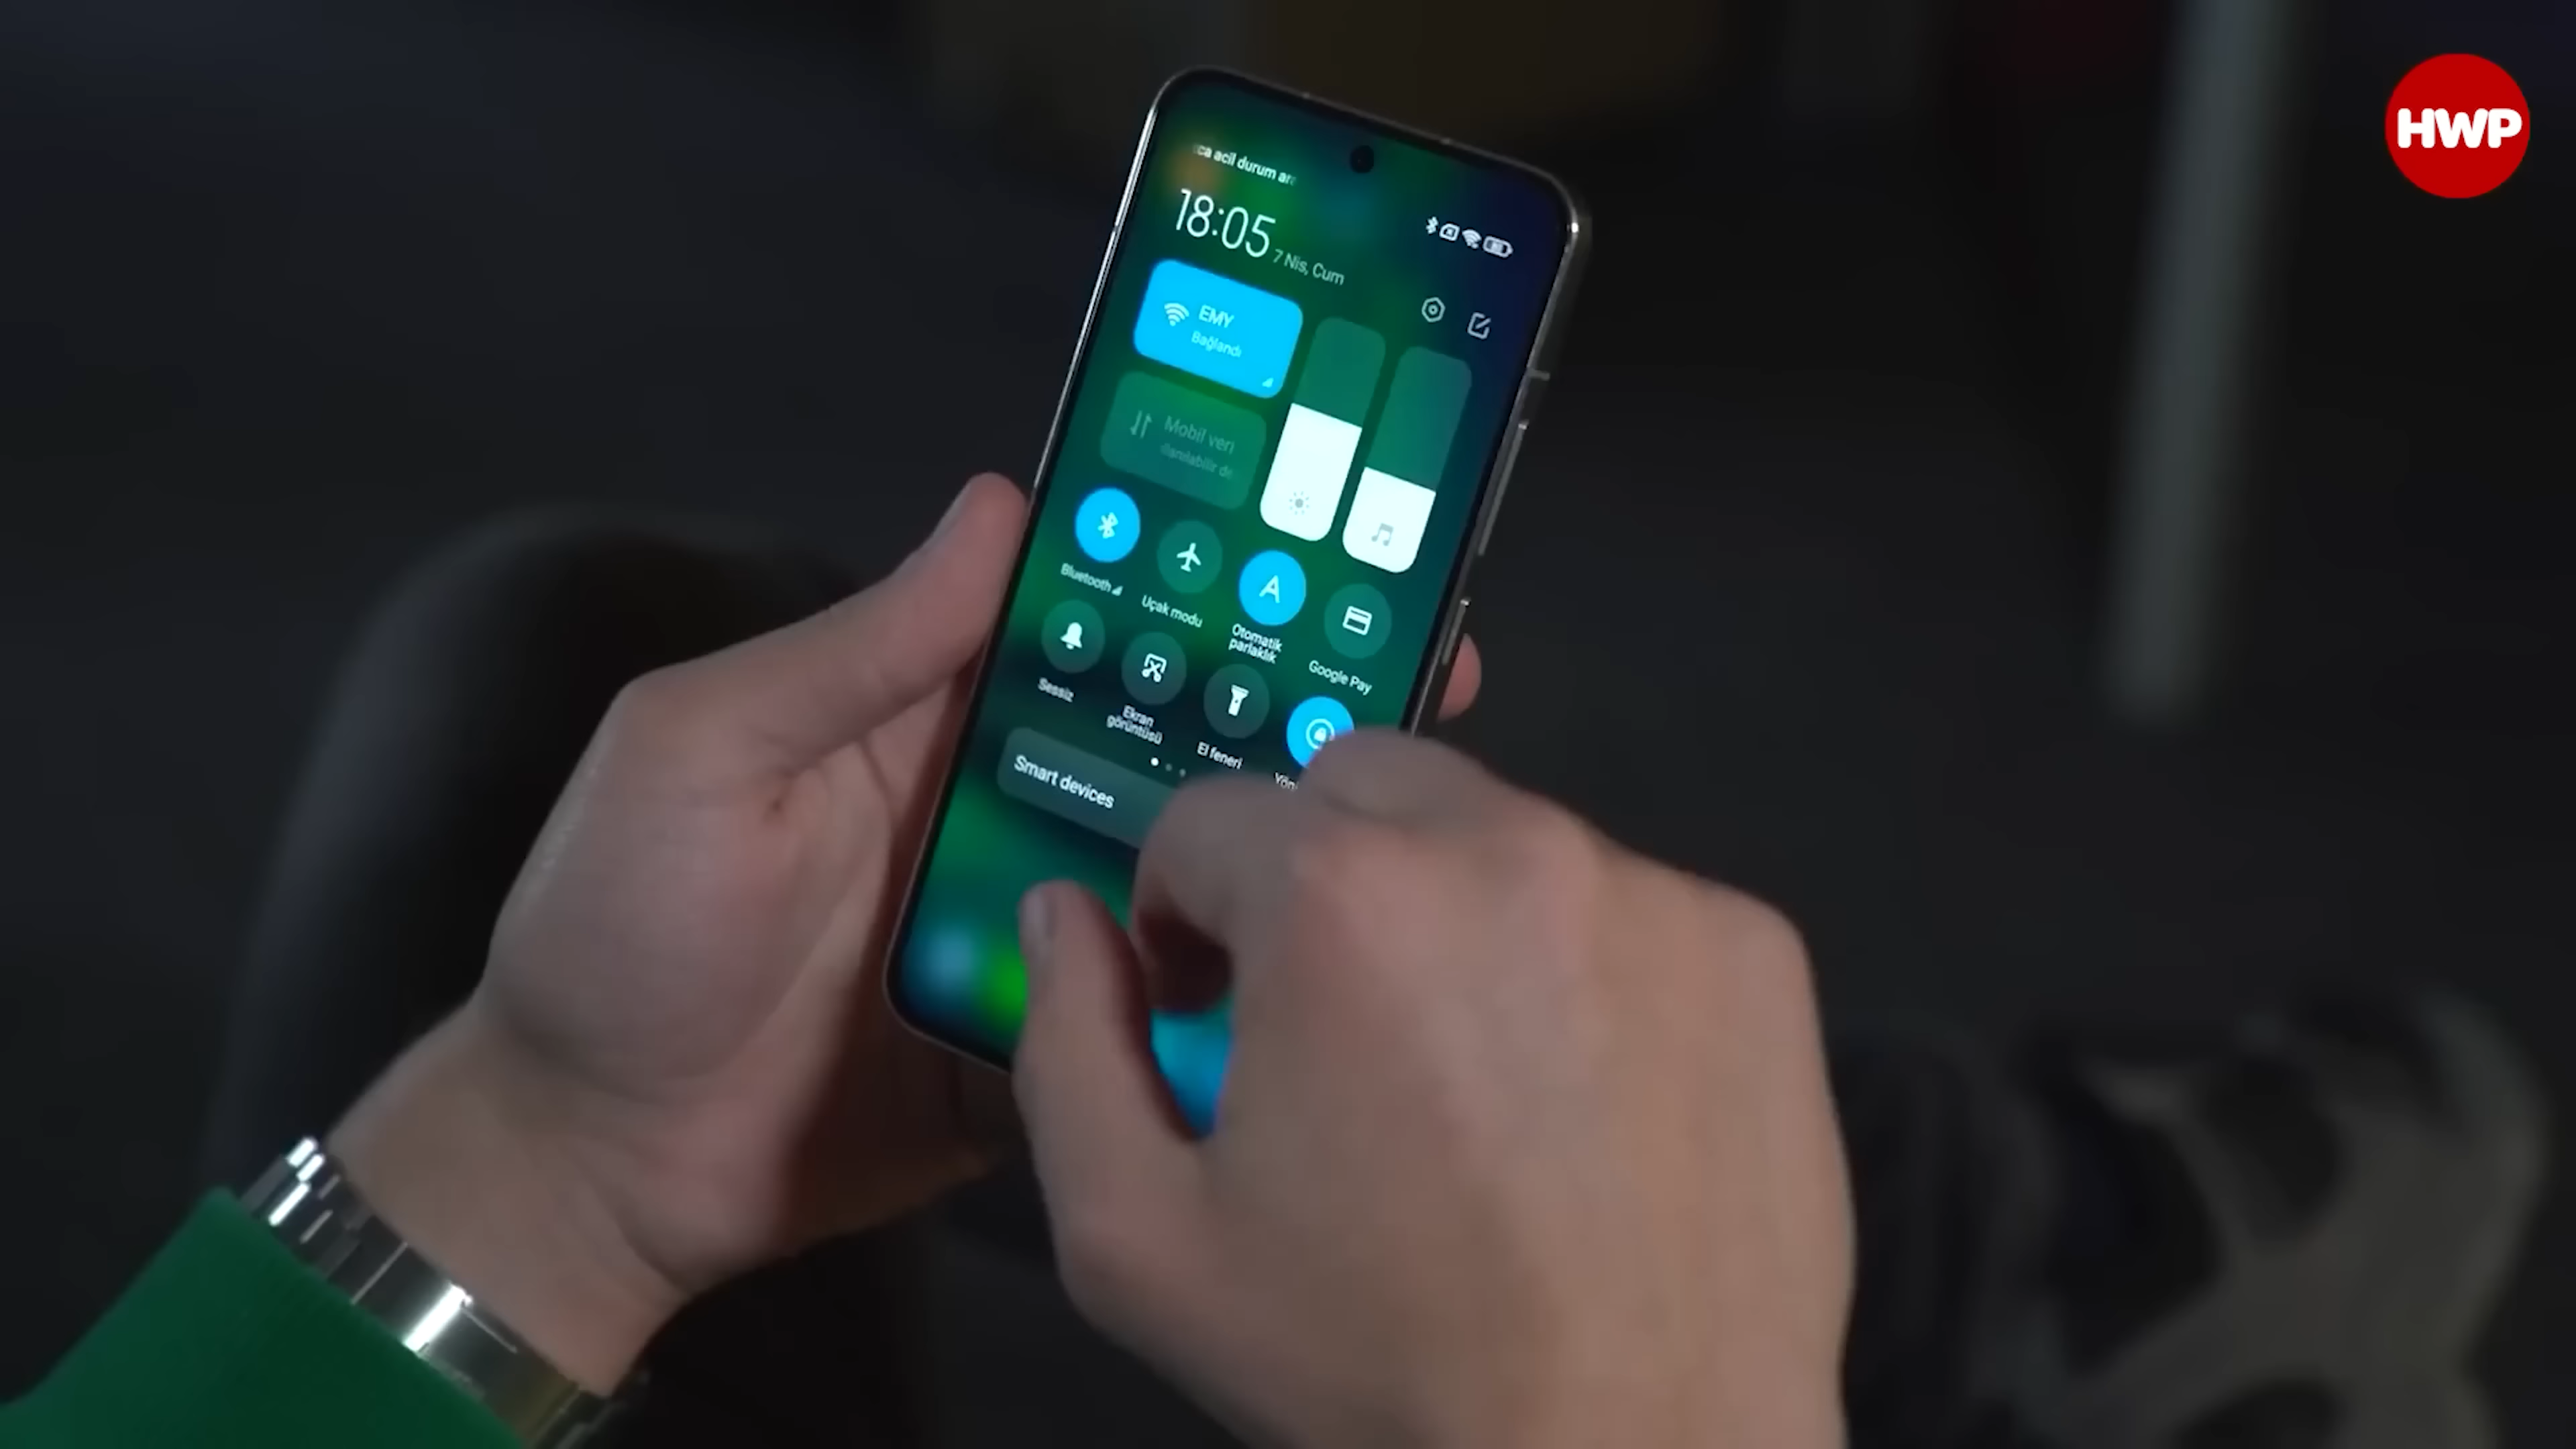 HWP
acil durum
18:05 7 Nis, Cum
EMY
Bağlandı
Mobil veri
Bluetooth
Uçak modu
Otomatik
parlaklık
Google Pay
Sessiz
Ekran
görüntüsü
El feneri
Smart devices